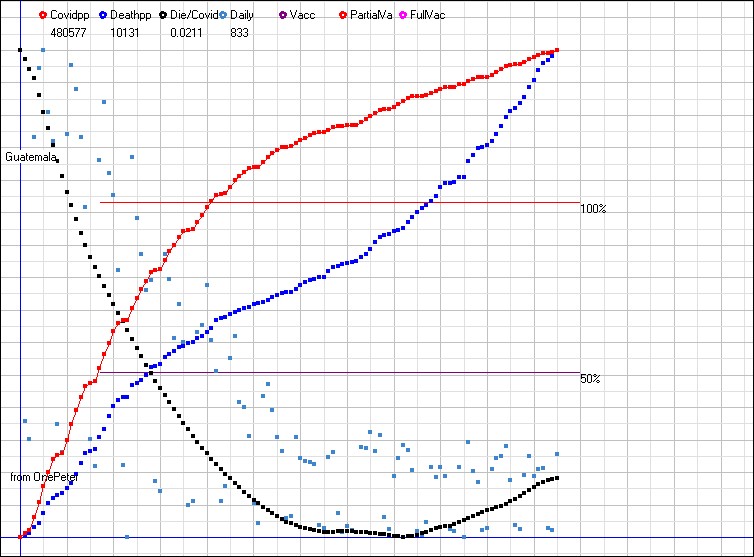 Covidpp Deathpp Die/Covid Daily Vacc PartialVa FullVac
480577 10131 0.0211 833
Guatemala
100%
50%
from OnePeter